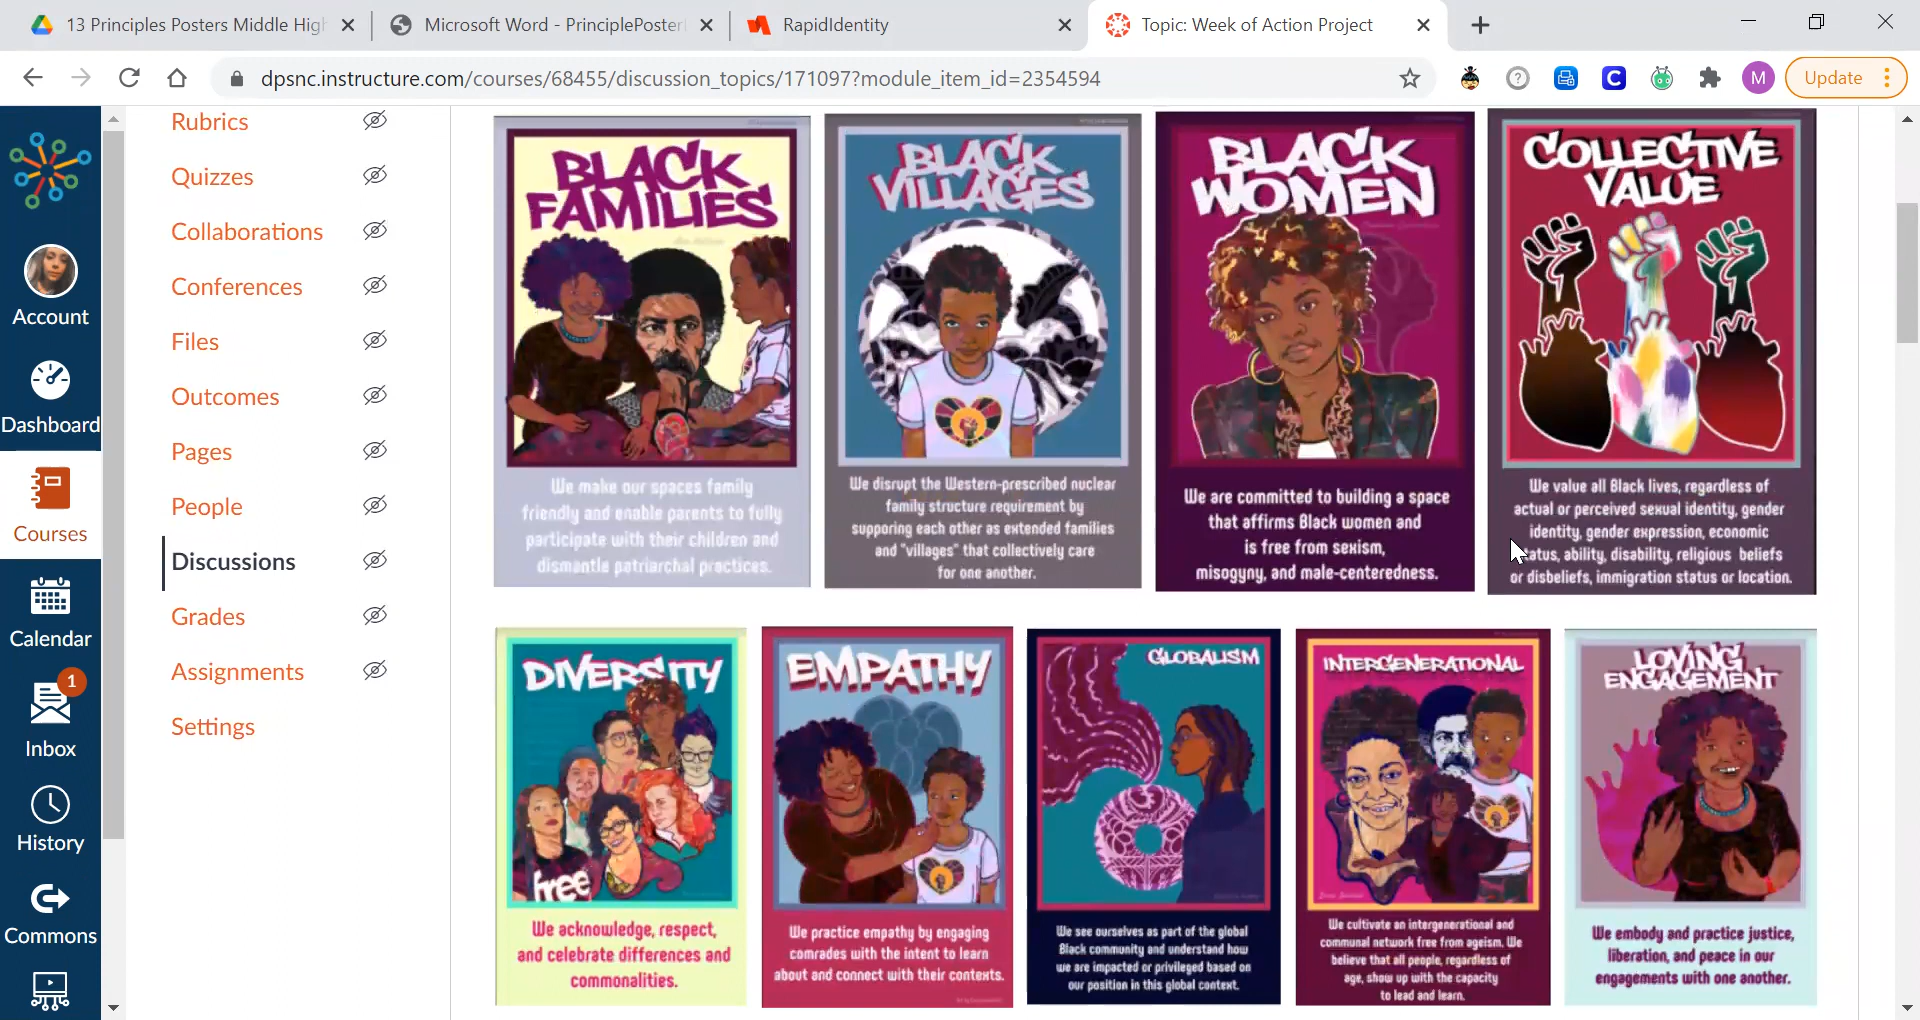 13 Principles Posters Middle High
Microsoft Word - PrinciplePoster
RapidIdentity
Topic: Week of Action Project
dpsnc.instructure.com/courses/68455/discussion_topics/171097?module_item_id=2354594
M
Update
Account
Dashboard
Courses
Calendar
1
Inbox
History
Commons
Rubrics
Quizzes
Collaborations
Conferences
Files
Outcomes
Pages
People
Discussions
Grades
Assignments
Settings
BLACK
FAMILIES
We make our spaces family
friendly and enable parents to fully
participate with their children and
dismantle patriarchal practices.
BLACK
VILLAGES
We disrupt the Western-prescribed nuclear
family structure requirement by
supporing each other as extended families
and "villages" that collectively care
for one another.
BLACK
WOMEN
We are committed to building a space
that affirms Black women and
is free from sexism,
misogyny, and male-centeredness.
COLLECTIVE
VALUE
We value all Black lives, regardless of
actual or perceived sexual identity, gender
identity, gender expression, economic
atus, ability, disability, religious beliefs
or disbeliefs, immigration status or location.
DIVERSITY
free
We acknowledge, respect,
and celebrate differences and
commonalities.
EMPATHY
We practice empathy by engaging
comrades with the intent to learn
about and connect with their contexts.
GLOBALISM
We see ourselves as part of the global
Black community and understand how
we are impacted or privileged based on
our position in this global context.
INTERGENERATIONAL
We cultivate an intergenerational and
communal network free from ageism. We
believe that all people, regardless of
age, show up with the capacity
to lead and learn.
LOVING
ENGAGEMENT
We embody and practice justice,
liberation, and peace in our
engagements with one another.